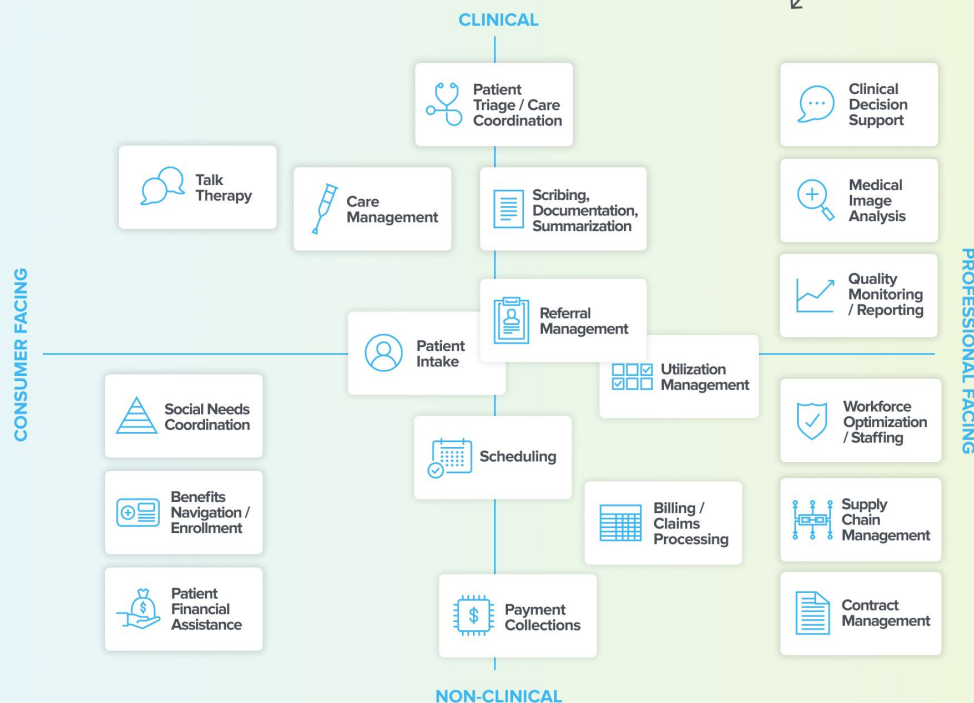 CLINICAL
Patient
Triage / Care
Coordination
Clinical
Decision
Support
Talk
Therapy
Care
Management
Scribing,
Documentation,
Summarization
Medical
Image
Analysis
CONSUMER FACING
PROFESSIONAL FACING
Quality
Monitoring
/ Reporting
Referral
Management
Patient
Intake
Utilization
Management
Social Needs
Coordination
Workforce
Optimization
/ Staffing
Scheduling
Benefits
Navigation /
Enrollment
Billing /
Claims
Processing
Supply
Chain
Management
Patient
Financial
Assistance
$
$
Payment
Collections
Contract
Management
NON-CLINICAL